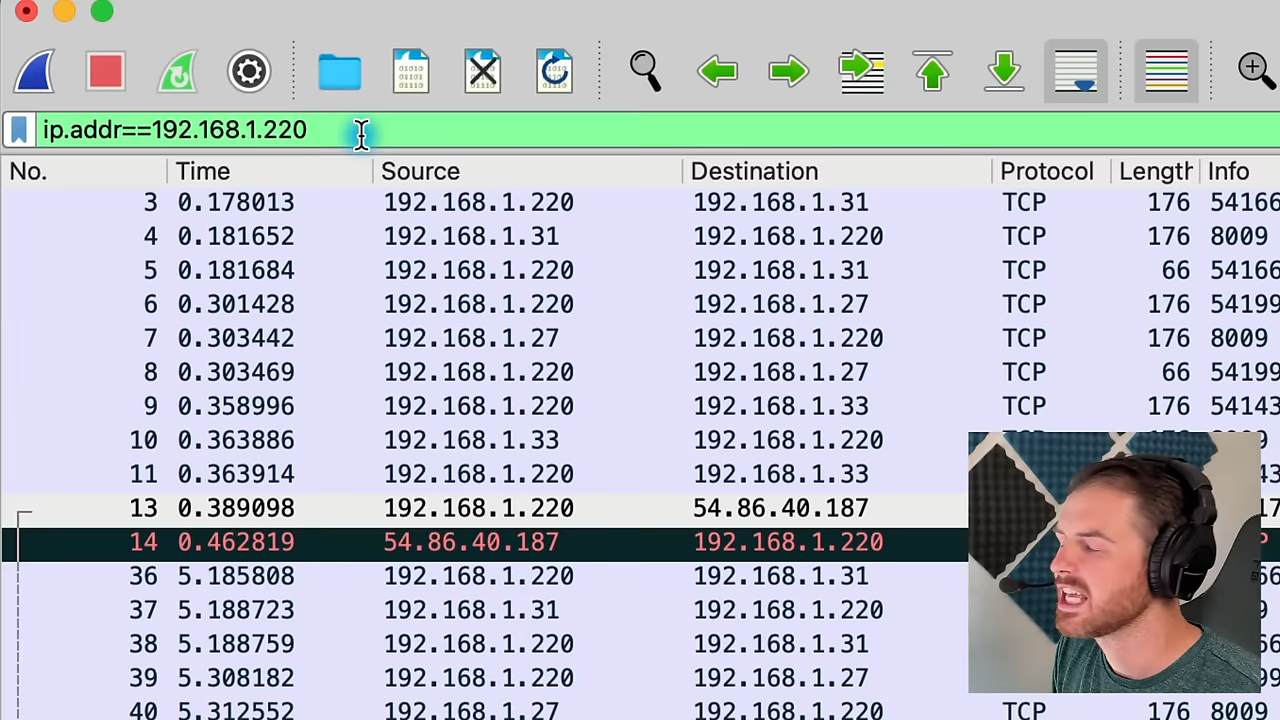 ip.addr==192.168.1.220
No. Time Source Destination Protocol Length Info
3 0.178013 192.168.1.220 192.168.1.31 TCP 176 54166
4 0.181652 192.168.1.31 192.168.1.220 TCP 176 8009
5 0.181684 192.168.1.220 192.168.1.31 TCP 66 54166
6 0.301428 192.168.1.220 192.168.1.27 TCP 176 54199
7 0.303442 192.168.1.27 192.168.1.220 TCP 176 8009
8 0.303469 192.168.1.220 192.168.1.27 TCP 66 54199
9 0.358996 192.168.1.220 192.168.1.33 TCP 176 54143
10 0.363886 192.168.1.33 192.168.1.220
11 0.363914 192.168.1.220 192.168.1.33
13 0.389098 192.168.1.220 54.86.40.187
14 0.462819 54.86.40.187 192.168.1.220
36 5.185808 192.168.1.220 192.168.1.31
37 5.188723 192.168.1.31 192.168.1.220
38 5.188759 192.168.1.220 192.168.1.31
39 5.308182 192.168.1.220 192.168.1.27
40 5.312552 192.168.1.27 192.168.1.220 TCP 176 8009